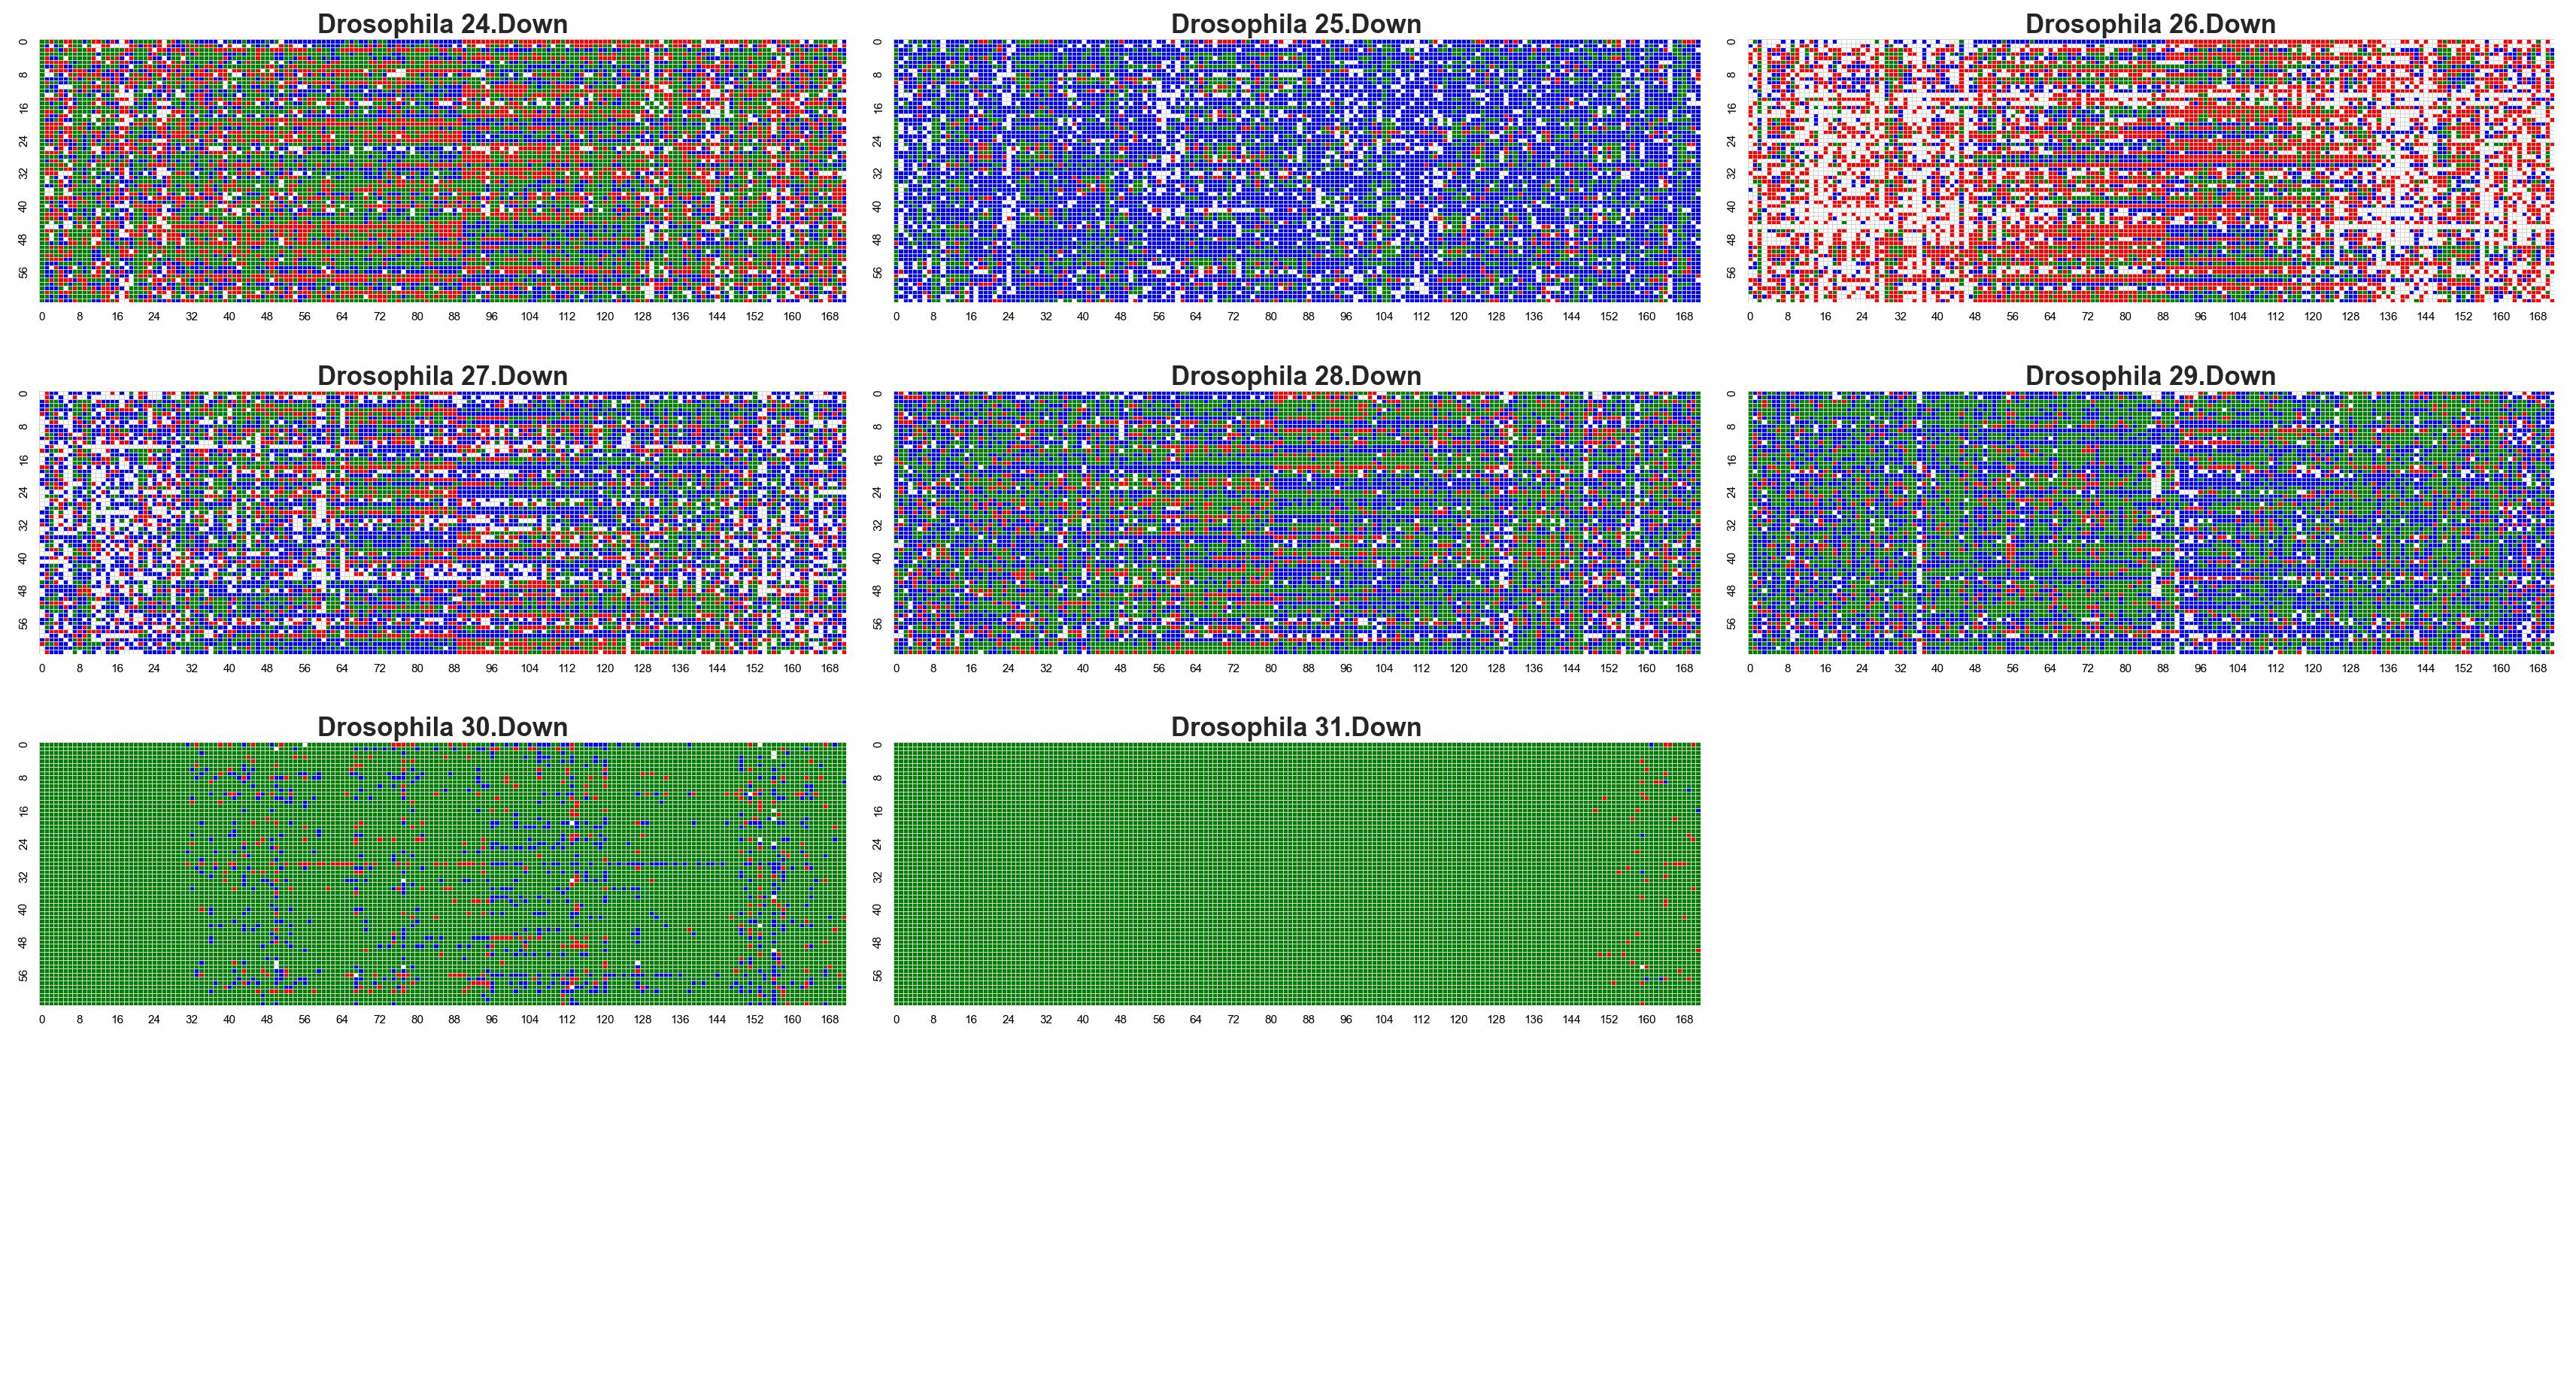 Drosophila 24.Down
Drosophila 25.Down
Drosophila 26.Down
0 8 16 24 32 40 48 56
0 8 16 24 32 40 48 56
0 8 16 24 32 40 48 56
0 8 16 24 32 40 48 56 64 72 80 88 96 104 112 120 128 136 144 152 160 168
0 8 16 24 32 40 48 56 64 72 80 88 96 104 112 120 128 136 144 152 160 168
0 8 16 24 32 40 48 56 64 72 80 88 96 104 112 120 128 136 144 152 160 168
Drosophila 27.Down
Drosophila 28.Down
Drosophila 29.Down
0 8 16 24 32 40 48 56
0 8 16 24 32 40 48 56
0 8 16 24 32 40 48 56
0 8 16 24 32 40 48 56 64 72 80 88 96 104 112 120 128 136 144 152 160 168
0 8 16 24 32 40 48 56 64 72 80 88 96 104 112 120 128 136 144 152 160 168
0 8 16 24 32 40 48 56 64 72 80 88 96 104 112 120 128 136 144 152 160 168
Drosophila 30.Down
Drosophila 31.Down
0 8 16 24 32 40 48 56
0 8 16 24 32 40 48 56
0 8 16 24 32 40 48 56 64 72 80 88 96 104 112 120 128 136 144 152 160 168
0 8 16 24 32 40 48 56 64 72 80 88 96 104 112 120 128 136 144 152 160 168